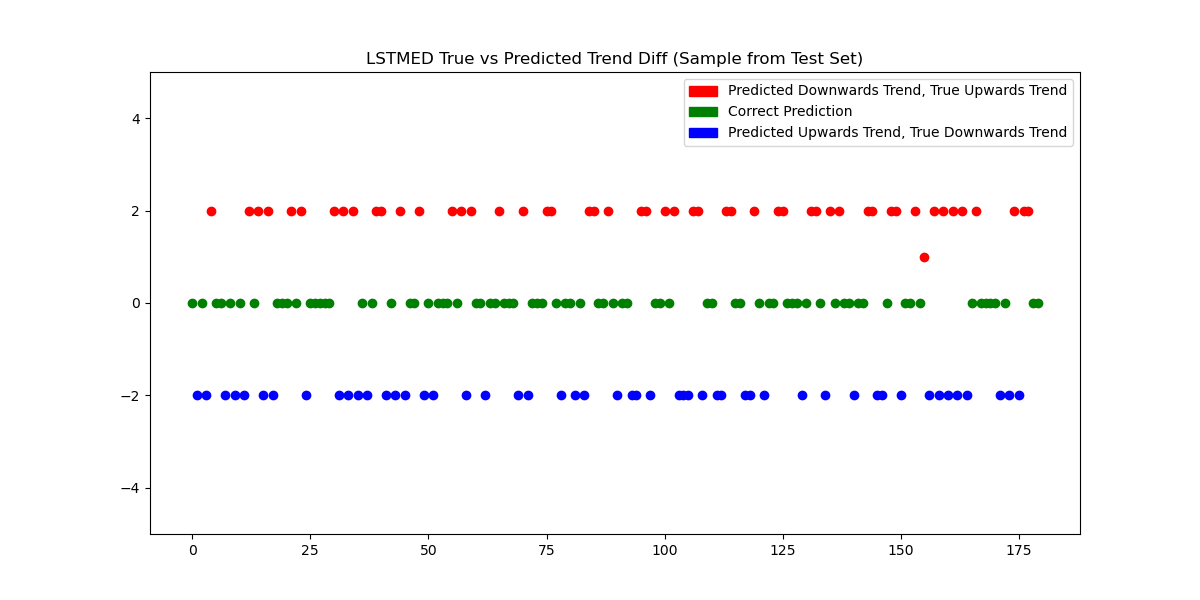 LSTMED True vs Predicted Trend Diff (Sample from Test Set)
Predicted Downwards Trend, True Upwards Trend
Correct Prediction
Predicted Upwards Trend, True Downwards Trend
4
2
0
−2
−4
0 25 50 75 100 125 150 175